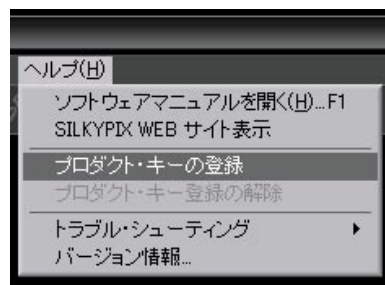 ヘルプ(H)
ソフトウェアマニュアルを開く(H)...F1
SILKYPIX WEB サイト表示
プロダクト・キーの登録
プロダクト・キー登録の解除
トラブル・シューティング
バージョン情報...